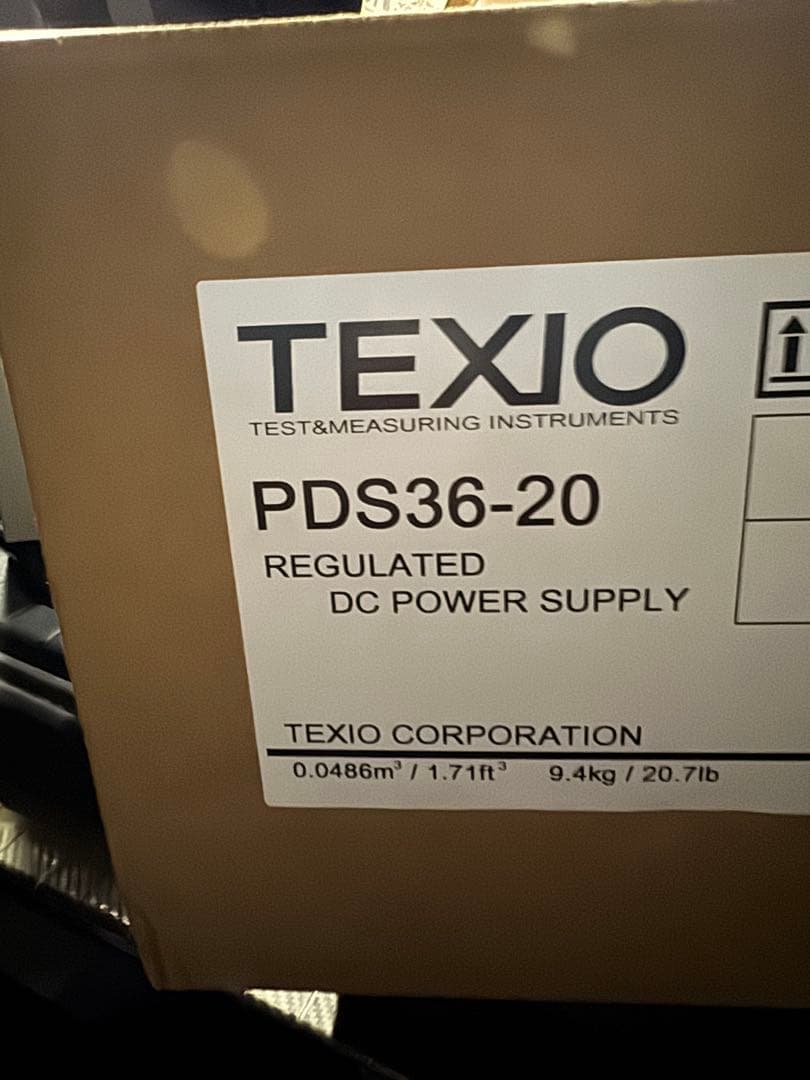 TEXIO
TEST&MEASURING INSTRUMENTS
PDS36-20
REGULATED
DC POWER SUPPLY
TEXIO CORPORATION
0.0486m³ / 1.71ft³ 9.4kg / 20.7lb